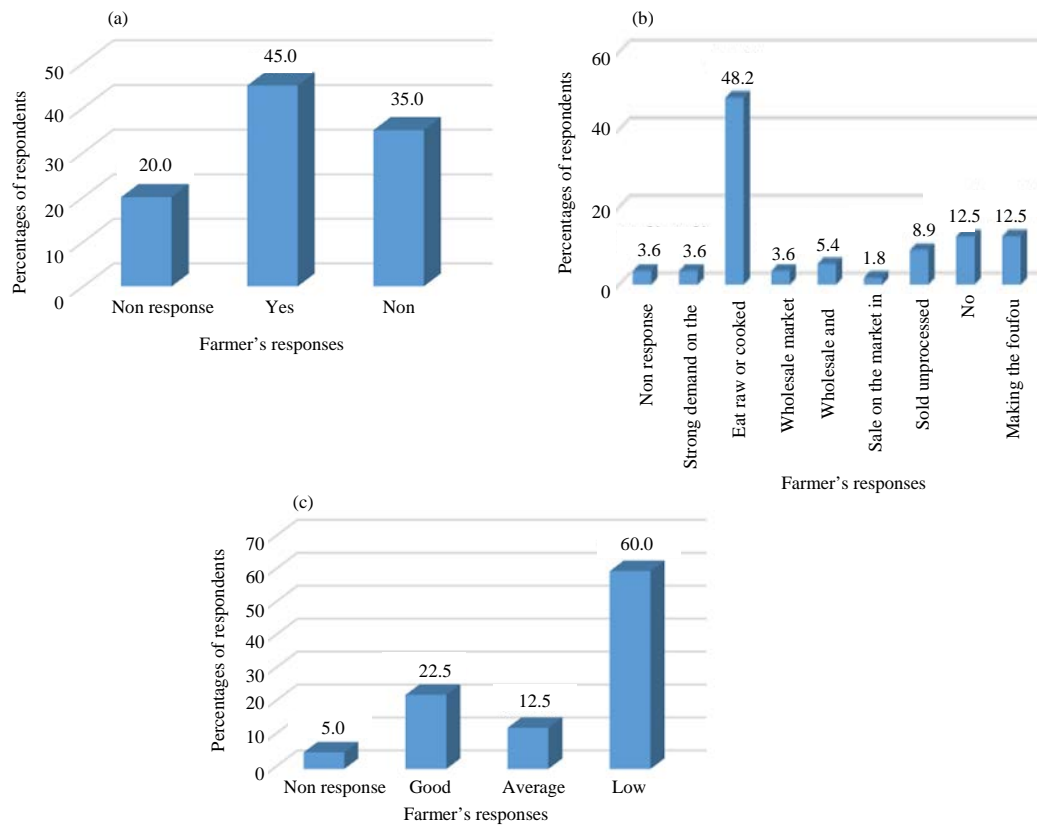 (a)
Percentages of respondents
50
40
30
20
10
0
20.0
45.0
35.0
Non response
Yes
Non
Farmer's responses
(b)
Percentages of respondents
60
40
20
0
3.6
3.6
48.2
3.6
5.4
1.8
8.9
12.5
12.5
Non response
Strong demand on the
Eat raw or cooked
Wholesale market
Wholesale and
Sale on the market in
Sold unprocessed
No
Making the foufou
Farmer's responses
(c)
Percentages of respondents
70
60
50
40
30
20
10
0
5.0
22.5
12.5
60.0
Non response
Good
Average
Low
Farmer's responses